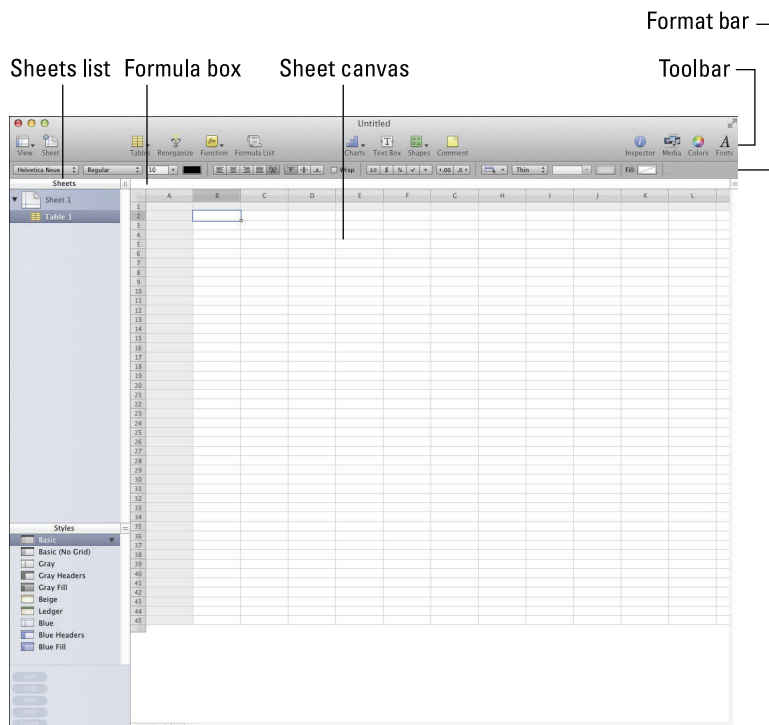 Format bar
Sheets list Formula box Sheet canvas Toolbar
Untitled
View Sheet Tables Reorganize Function Formula List Charts Text Box Shapes Comment Inspector Media Colors Fonts
Helvetica Neue Regular 10 Wrap 1.0 $ % Thin Fill:
Sheets
Sheet 1
Table 1
A B C D E F G H I J K L
1
2
3
4
5
6
7
8
9
10
11
12
13
14
15
16
17
18
19
20
21
22
23
24
25
26
27
28
29
30
31
32
33
34
35
36
37
38
39
40
41
42
43
44
45
Styles
Basic
Basic (No Grid)
Gray
Gray Headers
Gray Fill
Beige
Ledger
Blue
Blue Headers
Blue Fill